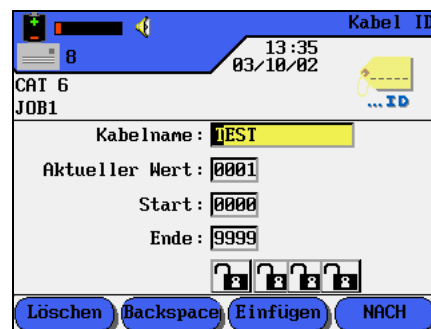 Kabel ID
8
13:35
03/10/02
CAT 6
JOB1
...ID
Kabelname: TEST
Aktueller Wert: 0001
Start: 0000
Ende: 9999
a a a a
Löschen Backspace Einfügen NACH